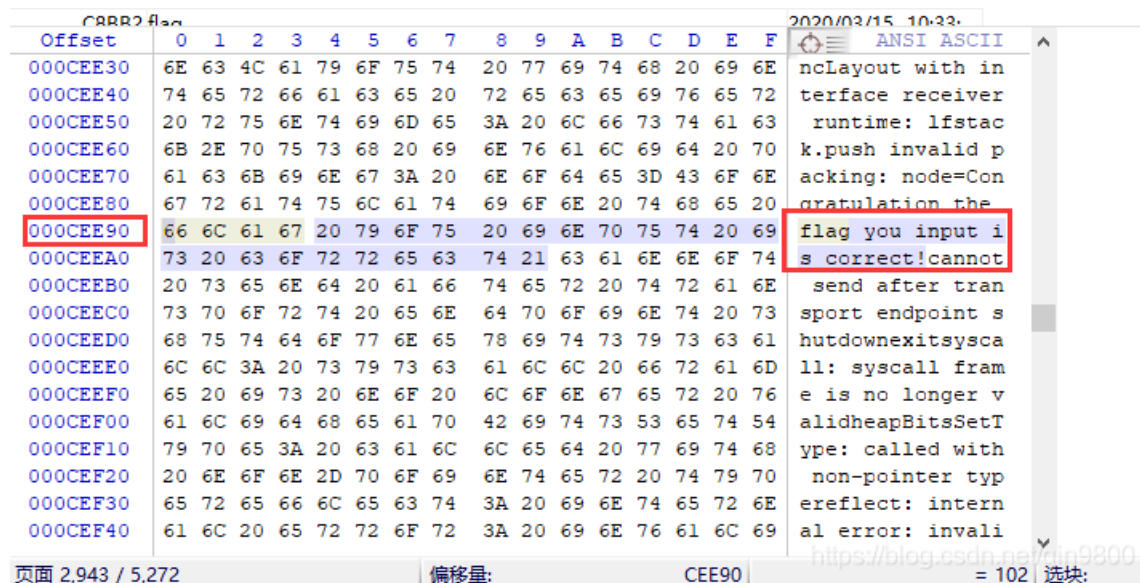 C8BB2 flag 2020/03/15 10:33:
Offset 0 1 2 3 4 5 6 7 8 9 A B C D E F ANSI ASCII
000CEE30 6E 63 4C 61 79 6F 75 74 20 77 69 74 68 20 69 6E ncLayout with in
000CEE40 74 65 72 66 61 63 65 20 72 65 63 65 69 76 65 72 terface receiver
000CEE50 20 72 75 6E 74 69 6D 65 3A 20 6C 66 73 74 61 63 runtime: lfstac
000CEE60 6B 2E 70 75 73 68 20 69 6E 76 61 6C 69 64 20 70 k.push invalid p
000CEE70 61 63 6B 69 6E 67 3A 20 6E 6F 64 65 3D 43 6F 6E acking: node=Con
000CEE80 67 72 61 74 75 6C 61 74 69 6F 6E 20 74 68 65 20 gratulation the
000CEE90 66 6C 61 67 20 79 6F 75 20 69 6E 70 75 74 20 69 flag you input i
000CEEA0 73 20 63 6F 72 72 65 63 74 21 63 61 6E 6E 6F 74 s correct!cannot
000CEEB0 20 73 65 6E 64 20 61 66 74 65 72 20 74 72 61 6E send after tran
000CEEC0 73 70 6F 72 74 20 65 6E 64 70 6F 69 6E 74 20 73 sport endpoint s
000CEED0 68 75 74 64 6F 77 6E 65 78 69 74 73 79 73 63 61 hutdownexitsysca
000CEEE0 6C 6C 3A 20 73 79 73 63 61 6C 6C 20 66 72 61 6D ll: syscall fram
000CEEF0 65 20 69 73 20 6E 6F 20 6C 6F 6E 67 65 72 20 76 e is no longer v
000CEF00 61 6C 69 64 68 65 61 70 42 69 74 73 53 65 74 54 alidheapBitsSetT
000CEF10 79 70 65 3A 20 63 61 6C 6C 65 64 20 77 69 74 68 ype: called with
000CEF20 20 6E 6F 6E 2D 70 6F 69 6E 74 65 72 20 74 79 70 non-pointer typ
000CEF30 65 72 65 66 6C 65 63 74 3A 20 69 6E 74 65 72 6E ereflect: intern
000CEF40 61 6C 20 65 72 72 6F 72 3A 20 69 6E 76 61 6C 69 al error: invali
https://blog.csdn.net/qin9800
页面 2,943 / 5,272 偏移量: CEE90 = 102 选块: